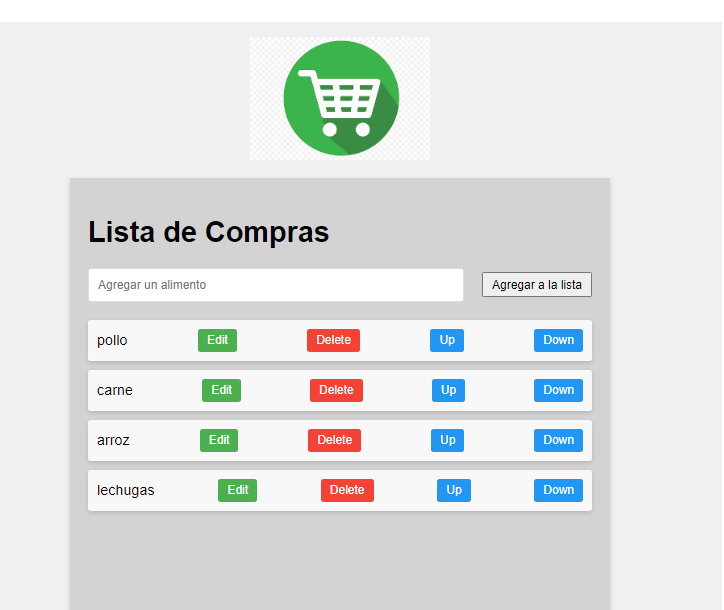 Lista de Compras
Agregar un alimento Agregar a la lista
pollo Edit Delete Up Down
carne Edit Delete Up Down
arroz Edit Delete Up Down
lechugas Edit Delete Up Down